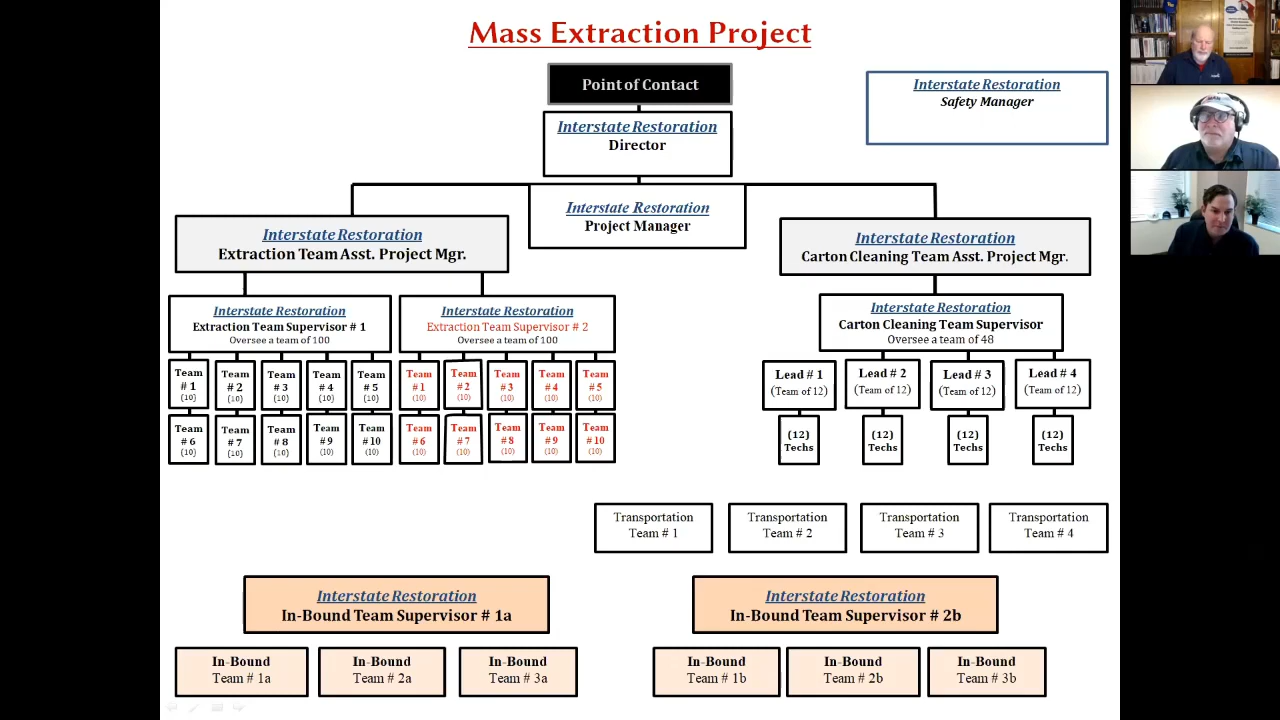 Mass Extraction Project
Point of Contact
Interstate Restoration
Director
Interstate Restoration
Safety Manager
Interstate Restoration
Project Manager
Interstate Restoration
Extraction Team Asst. Project Mgr.
Interstate Restoration
Carton Cleaning Team Asst. Project Mgr.
Interstate Restoration
Extraction Team Supervisor # 1
Oversee a team of 100
Interstate Restoration
Extraction Team Supervisor # 2
Oversee a team of 100
Interstate Restoration
Carton Cleaning Team Supervisor
Oversee a team of 48
Team
# 1
(10)
Team
# 2
(10)
Team
# 3
(10)
Team
# 4
(10)
Team
# 5
(10)
Team
# 1
(10)
Team
# 2
(10)
Team
# 3
(10)
Team
# 4
(10)
Team
# 5
(10)
Lead # 1
(Team of 12)
Lead # 2
(Team of 12)
Lead # 3
(Team of 12)
Lead # 4
(Team of 12)
Team
# 6
(10)
Team
# 7
(10)
Team
# 8
(10)
Team
# 9
(10)
Team
# 10
(10)
Team
# 6
(10)
Team
# 7
(10)
Team
# 8
(10)
Team
# 9
(10)
Team
# 10
(10)
(12)
Techs
(12)
Techs
(12)
Techs
(12)
Techs
Transportation
Team # 1
Transportation
Team # 2
Transportation
Team # 3
Transportation
Team # 4
Interstate Restoration
In-Bound Team Supervisor # 1a
Interstate Restoration
In-Bound Team Supervisor # 2b
In-Bound
Team # 1a
In-Bound
Team # 2a
In-Bound
Team # 3a
In-Bound
Team # 1b
In-Bound
Team # 2b
In-Bound
Team # 3b